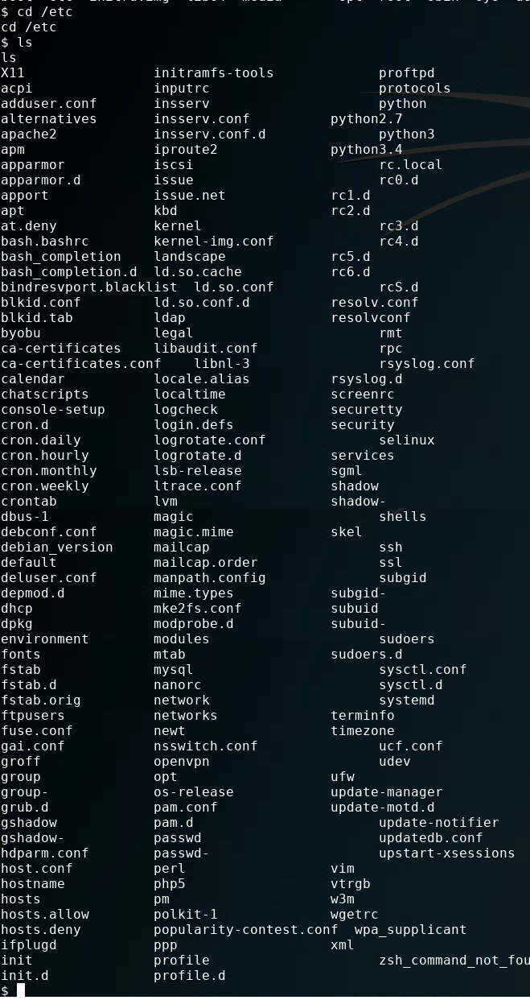 $ cd /etc
cd /etc
$ ls
ls
X11 initramfs-tools proftpd
acpi inputrc protocols
adduser.conf insserv python
alternatives insserv.conf python2.7
apache2 insserv.conf.d python3
apm iproute2 python3.4
apparmor iscsi rc.local
apparmor.d issue rc0.d
apport issue.net rc1.d
apt kbd rc2.d
at.deny kernel rc3.d
bash.bashrc kernel-img.conf rc4.d
bash_completion landscape rc5.d
bash_completion.d ld.so.cache rc6.d
bindresvport.blacklist ld.so.conf rcS.d
blkid.conf ld.so.conf.d resolv.conf
blkid.tab ldap resolvconf
byobu legal rmt
ca-certificates libaudit.conf rpc
ca-certificates.conf libnl-3 rsyslog.conf
calendar locale.alias rsyslog.d
chatscripts localtime screenrc
console-setup logcheck securetty
cron.d login.defs security
cron.daily logrotate.conf selinux
cron.hourly logrotate.d services
cron.monthly lsb-release sgml
cron.weekly ltrace.conf shadow
crontab lvm shadow-
dbus-1 magic shells
debconf.conf magic.mime skel
debian_version mailcap ssh
default mailcap.order ssl
deluser.conf manpath.config subgid
depmod.d mime.types subgid-
dhcp mke2fs.conf subuid
dpkg modprobe.d subuid-
environment modules sudoers
fonts mtab sudoers.d
fstab mysql sysctl.conf
fstab.d nanorc sysctl.d
fstab.orig network systemd
ftpusers networks terminfo
fuse.conf newt timezone
gai.conf nsswitch.conf ucf.conf
groff openvpn udev
group opt ufw
group- os-release update-manager
grub.d pam.conf update-motd.d
gshadow pam.d update-notifier
gshadow- passwd updatedb.conf
hdparm.conf passwd- upstart-xsessions
host.conf perl vim
hostname php5 vtrgb
hosts pm w3m
hosts.allow polkit-1 wgetrc
hosts.deny popularity-contest.conf wpa_supplicant
ifplugd ppp xml
init profile zsh_command_not_fou
init.d profile.d
$